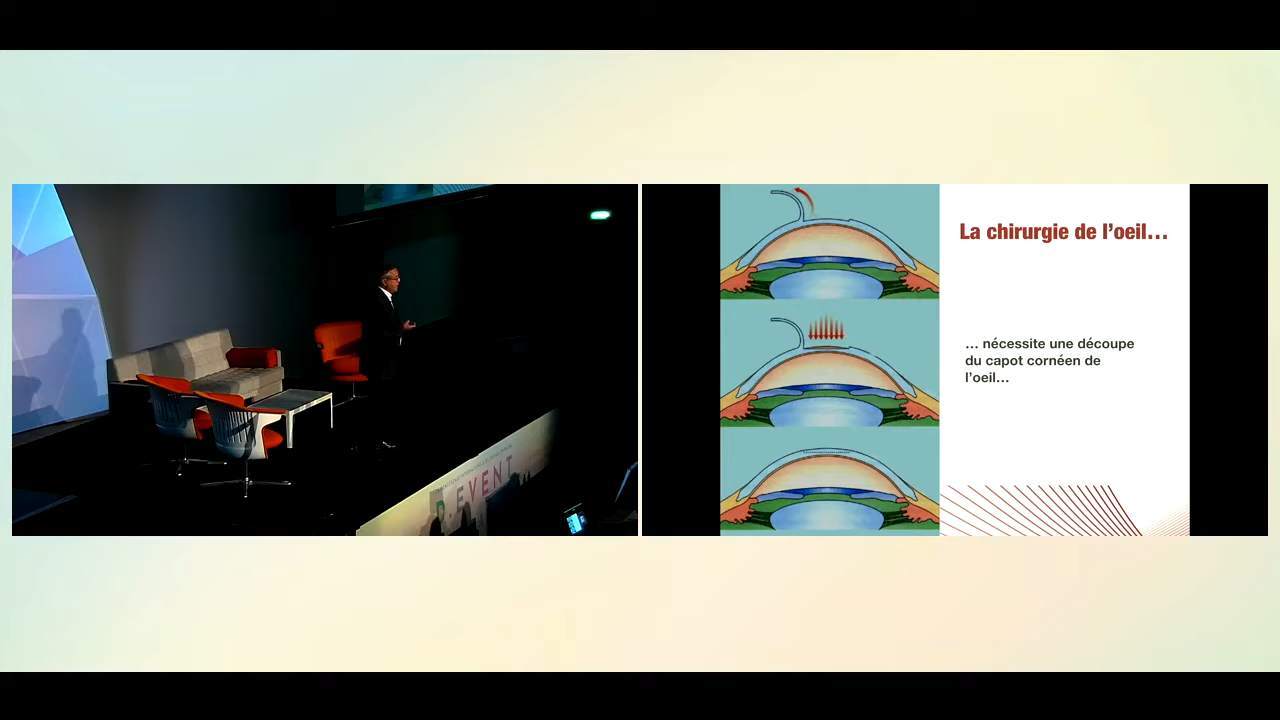 La chirurgie de l’oeil…
… nécessite une découpe
du capot cornéen de
l’oeil…
EVENT